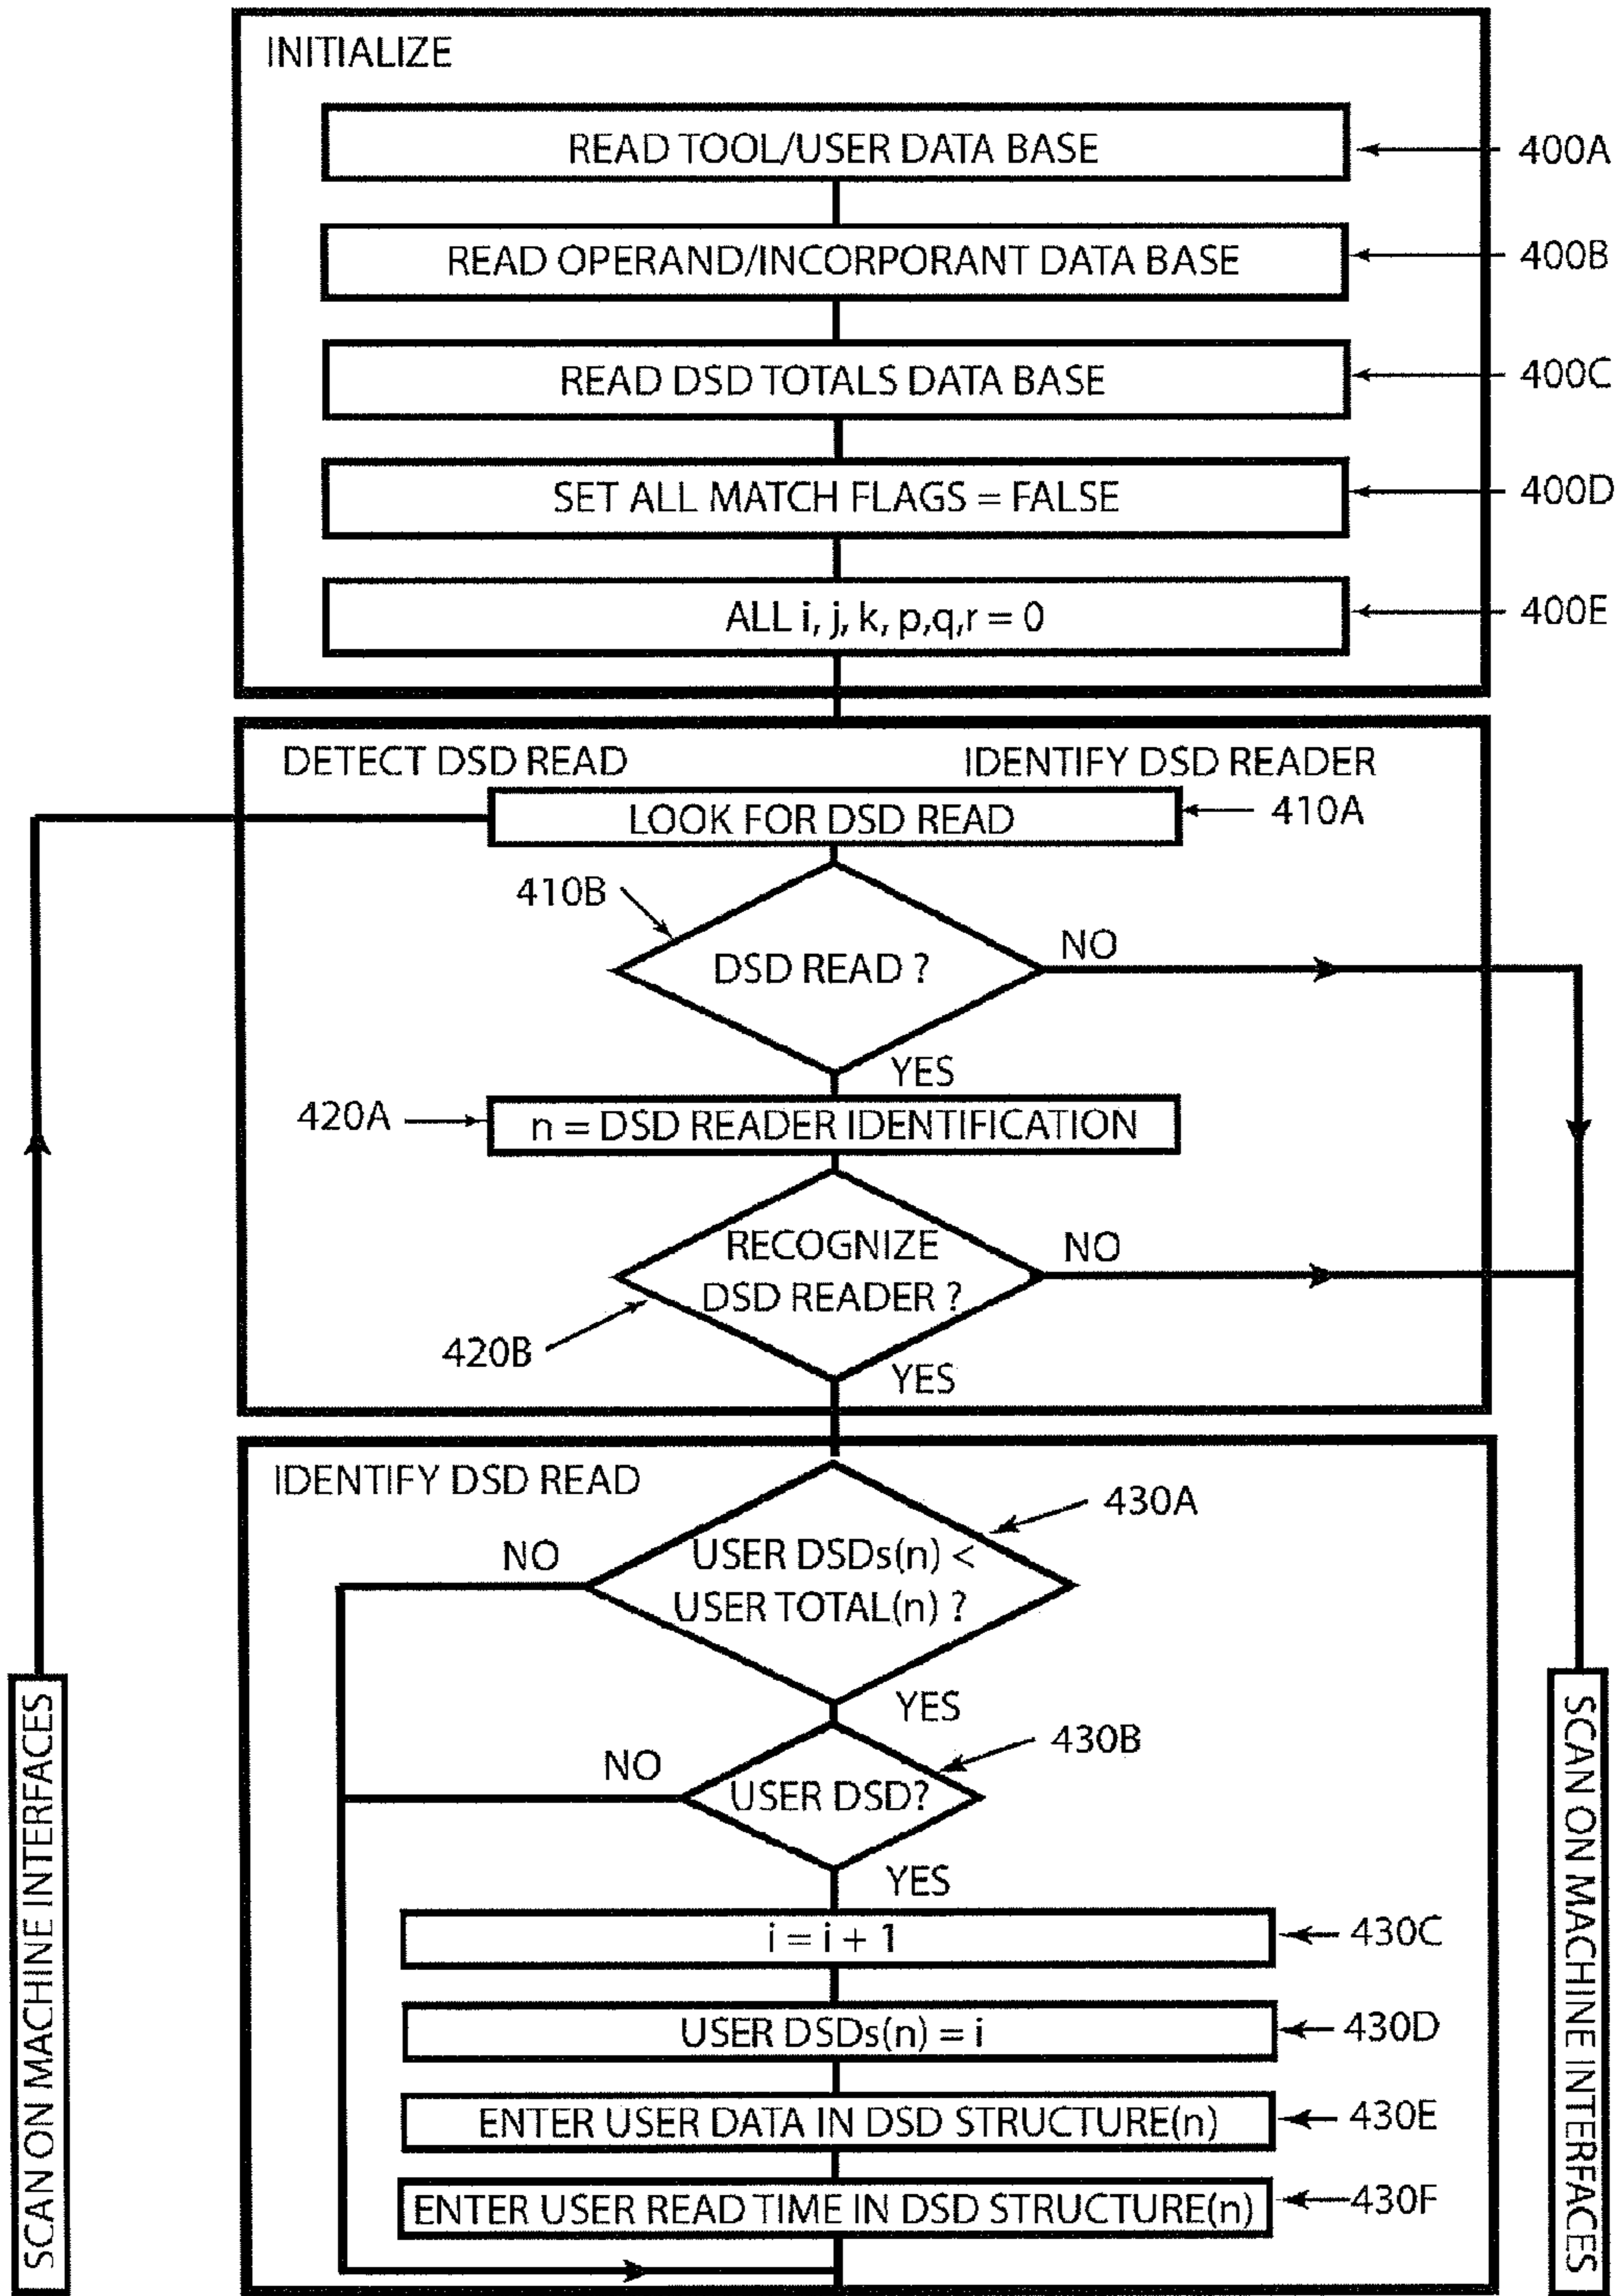 INITIALIZE
READ TOOL/USER DATA BASE
400A
READ OPERAND/INCORPORANT DATA BASE
400B
READ DSD TOTALS DATA BASE
400C
SET ALL MATCH FLAGS = FALSE
400D
ALL i, j, k, p,q,r = 0
400E
DETECT DSD READ
IDENTIFY DSD READER
LOOK FOR DSD READ
410A
410B
DSD READ ?
NO
YES
420A
n = DSD READER IDENTIFICATION
RECOGNIZE
DSD READER ?
NO
420B
YES
IDENTIFY DSD READ
430A
USER DSDs(n) <
USER TOTAL(n) ?
NO
YES
430B
NO
USER DSD?
YES
i = i + 1
430C
USER DSDs(n) = i
430D
ENTER USER DATA IN DSD STRUCTURE(n)
430E
ENTER USER READ TIME IN DSD STRUCTURE(n)
430F
SCAN ON MACHINE INTERFACES
SCAN ON MACHINE INTERFACES